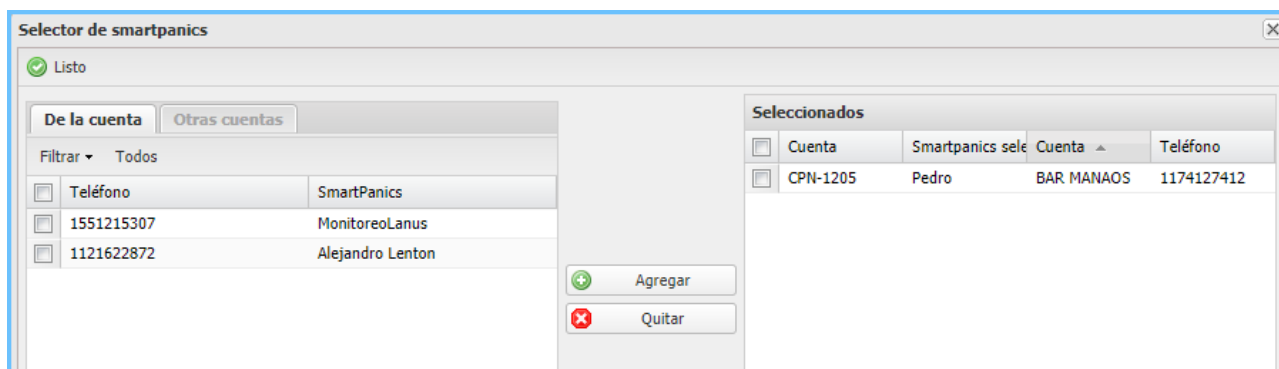 Selector de smartpanics
Listo
De la cuenta Otras cuentas
Filtrar Todos
Teléfono SmartPanics
1551215307 MonitoreoLanus
1121622872 Alejandro Lenton
Agregar
Quitar
Seleccionados
Cuenta Smartpanics sele Cuenta Teléfono
CPN-1205 Pedro BAR MANAOS 1174127412